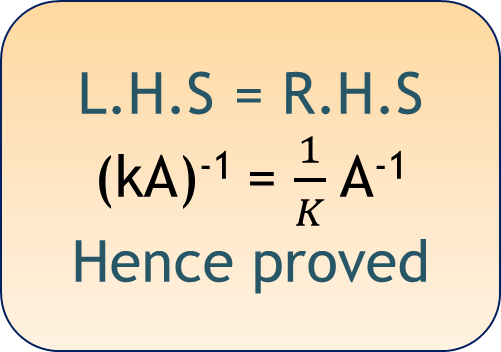 L.H.S = R.H.S
(kA)⁻¹ = 1/K A⁻¹
Hence proved